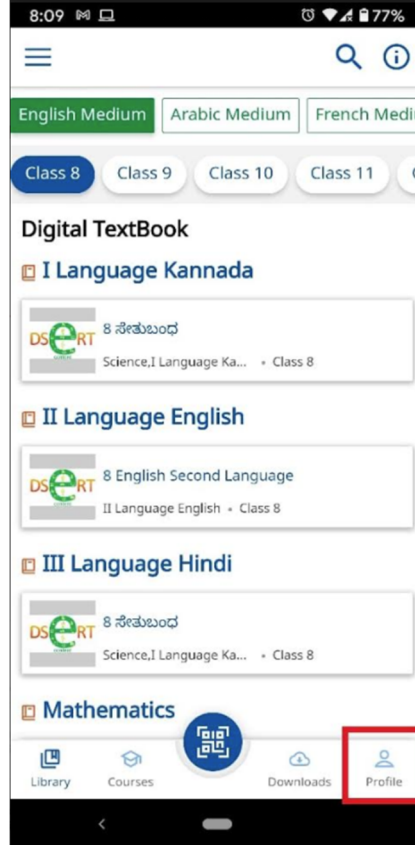 8:09 77%
English Medium Arabic Medium French Medi
Class 8 Class 9 Class 10 Class 11
Digital TextBook
I Language Kannada
DSERT 8 ಸೇತುಬಂಧ
Science,I Language Ka... • Class 8
II Language English
DSERT 8 English Second Language
II Language English • Class 8
III Language Hindi
DSERT 8 ಸೇತುಬಂಧ
Science,I Language Ka... • Class 8
Mathematics
Library Courses Downloads Profile